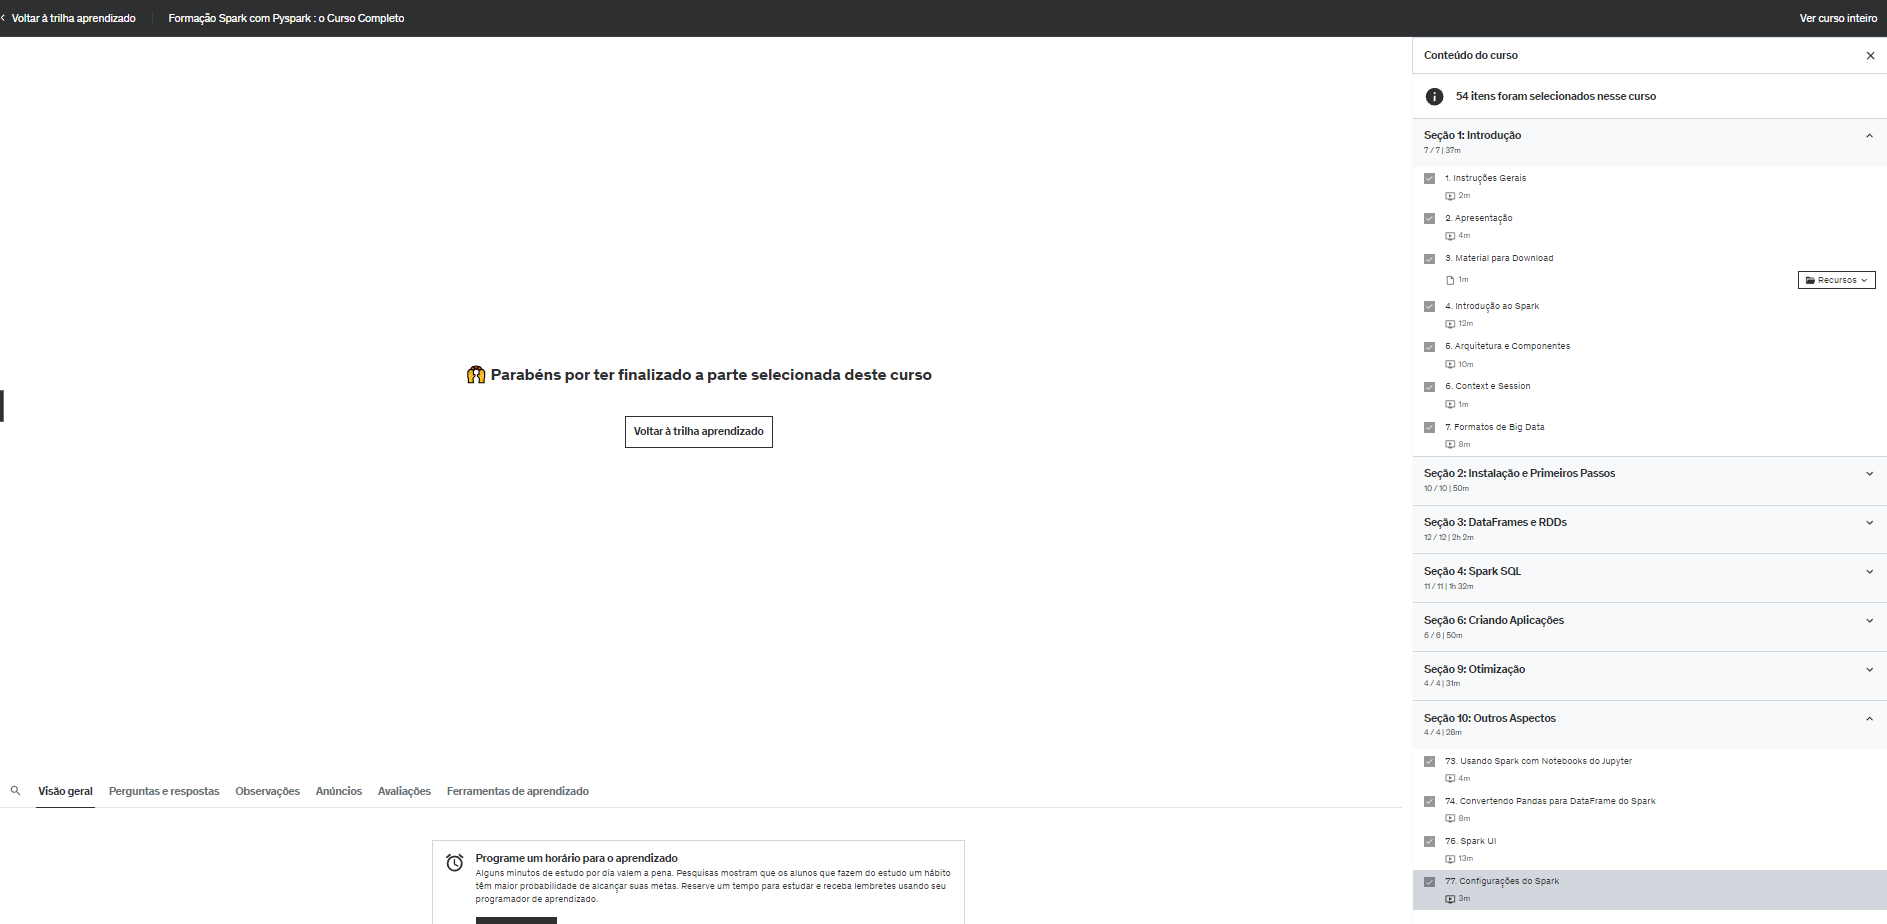 Voltar à trilha aprendizado
Formação Spark com Pyspark : o Curso Completo
Ver curso inteiro
Parabéns por ter finalizado a parte selecionada deste curso
Voltar à trilha aprendizado
Visão geral
Perguntas e respostas
Observações
Anúncios
Avaliações
Ferramentas de aprendizado
Programe um horário para o aprendizado
Alguns minutos de estudo por dia valem a pena. Pesquisas mostram que os alunos que fazem do estudo um hábito
têm maior probabilidade de alcançar suas metas. Reserve um tempo para estudar e receba lembretes usando seu
programador de aprendizado.
Conteúdo do curso
54 itens foram selecionados nesse curso
Seção 1: Introdução
7 / 7 | 37m
1. Instruções Gerais
2m
2. Apresentação
4m
3. Material para Download
1m
Recursos
4. Introdução ao Spark
12m
5. Arquitetura e Componentes
10m
6. Context e Session
1m
7. Formatos de Big Data
8m
Seção 2: Instalação e Primeiros Passos
10 / 10 | 50m
Seção 3: DataFrames e RDDs
12 / 12 | 2h 2m
Seção 4: Spark SQL
11 / 11 | 1h 32m
Seção 6: Criando Aplicações
6 / 6 | 50m
Seção 9: Otimização
4 / 4 | 31m
Seção 10: Outros Aspectos
4 / 4 | 28m
73. Usando Spark com Notebooks do Jupyter
4m
74. Convertendo Pandas para DataFrame do Spark
8m
76. Spark UI
13m
77. Configurações do Spark
3m